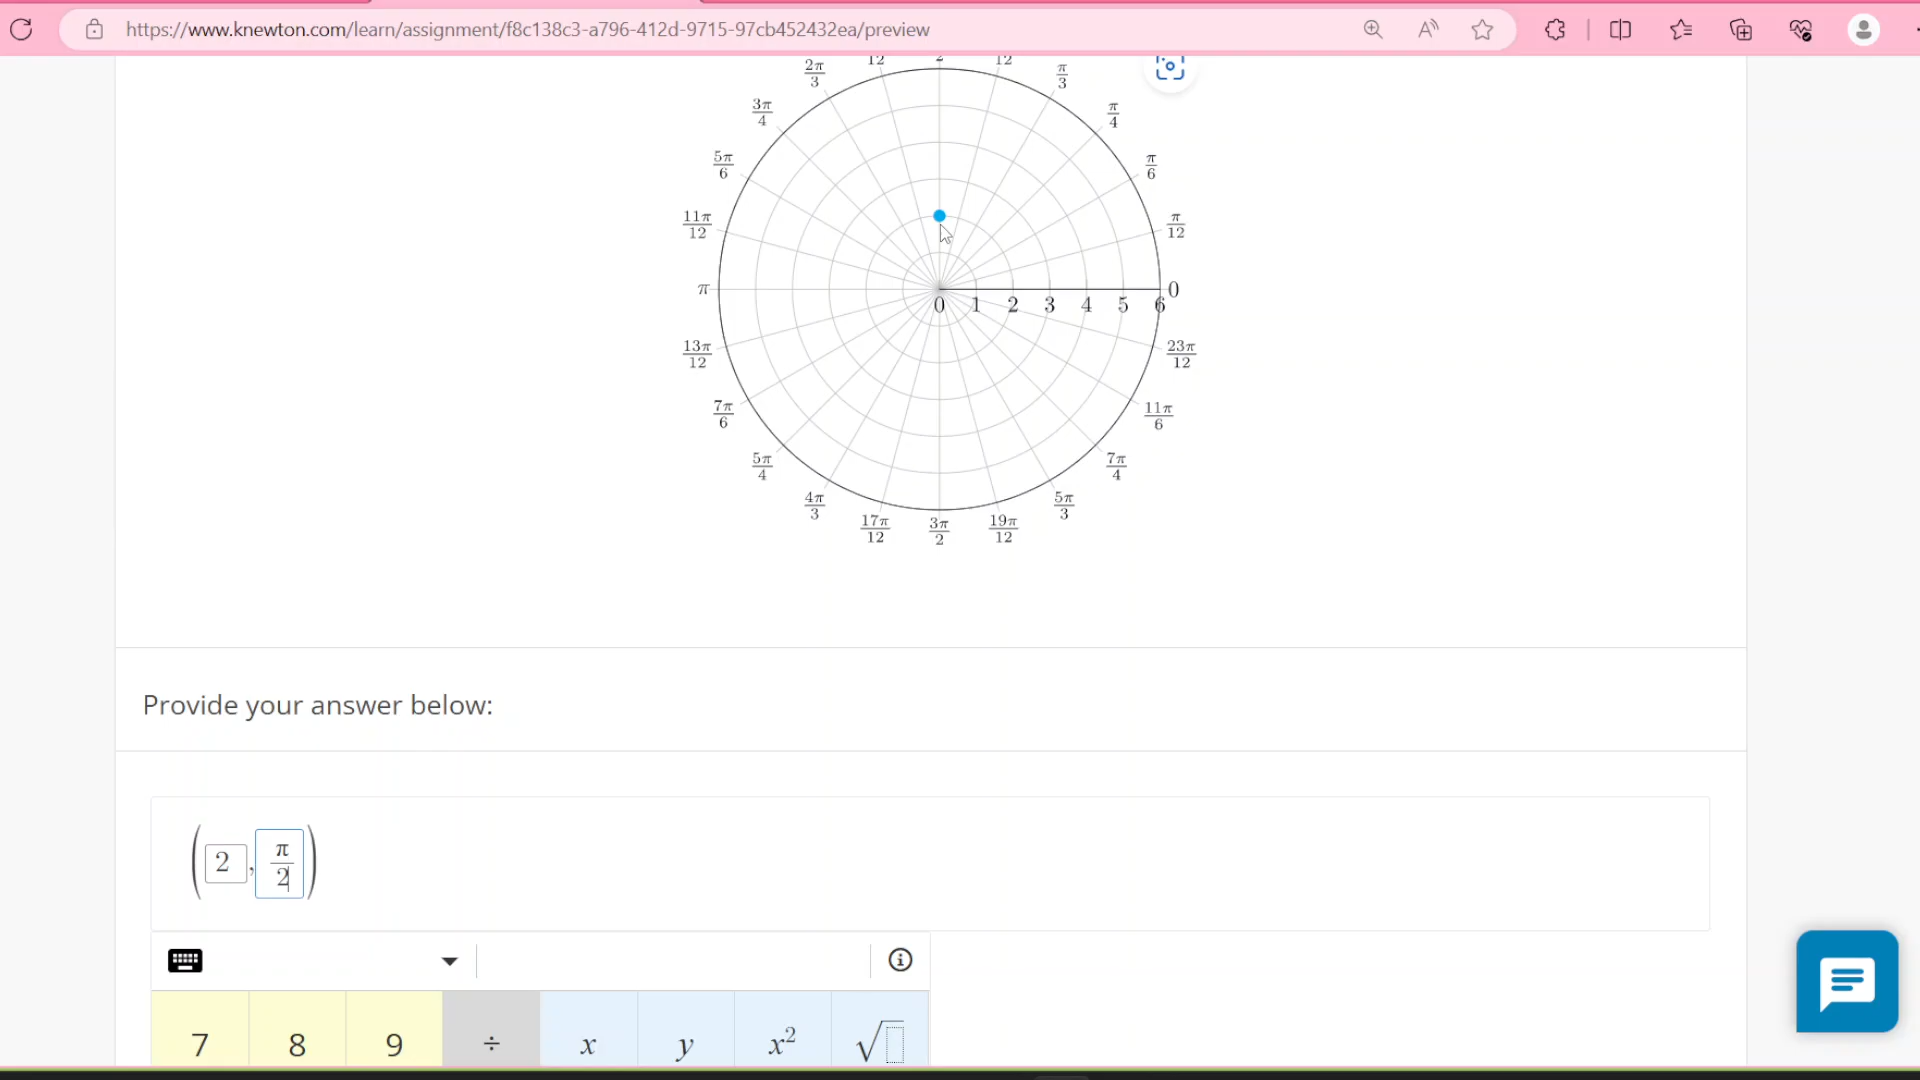 https://www.knewton.com/learn/assignment/f8c138c3-a796-412d-9715-97cb452432ea/preview
12 2 12
2π/3 π/3
3π/4 π/4
5π/6 π/6
11π/12 π/12
π 0
0 1 2 3 4 5 6
13π/12 23π/12
7π/6 11π/6
5π/4 7π/4
4π/3 5π/3
17π/12 3π/2 19π/12
Provide your answer below:
(2, π/2)
7 8 9 ÷ x y x² √